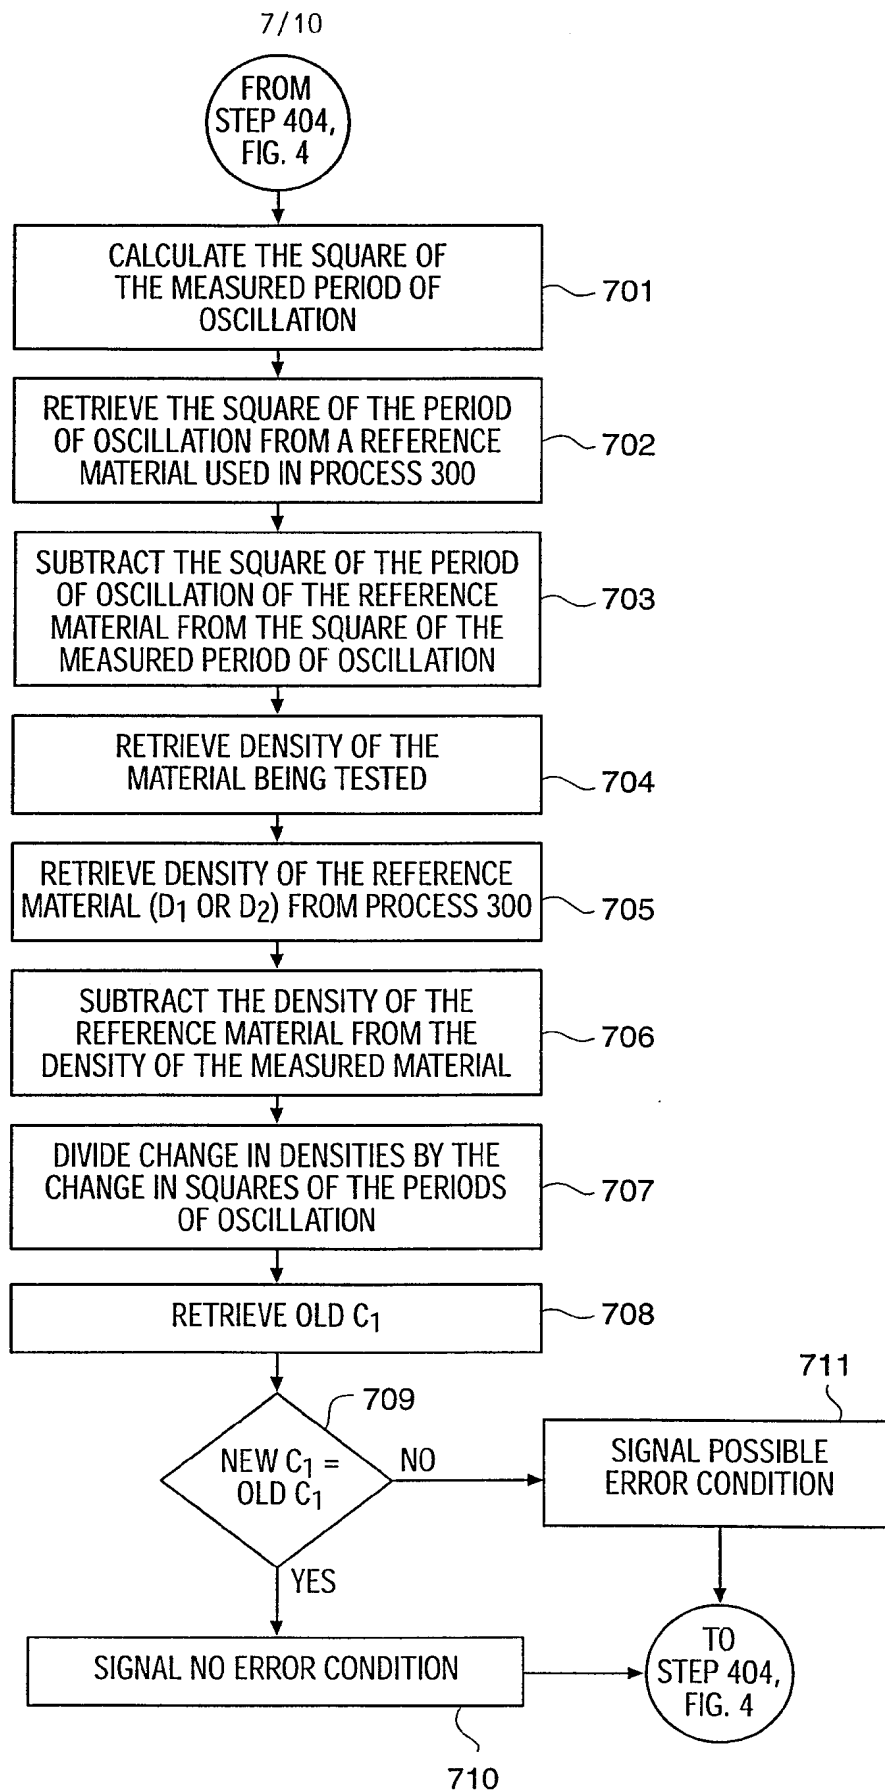 7/10
FROM
STEP 404,
FIG. 4
CALCULATE THE SQUARE OF
THE MEASURED PERIOD OF
OSCILLATION
701
RETRIEVE THE SQUARE OF THE PERIOD
OF OSCILLATION FROM A REFERENCE
MATERIAL USED IN PROCESS 300
702
SUBTRACT THE SQUARE OF THE PERIOD
OF OSCILLATION OF THE REFERENCE
MATERIAL FROM THE SQUARE OF THE
MEASURED PERIOD OF OSCILLATION
703
RETRIEVE DENSITY OF THE
MATERIAL BEING TESTED
704
RETRIEVE DENSITY OF THE REFERENCE
MATERIAL (D1 OR D2) FROM PROCESS 300
705
SUBTRACT THE DENSITY OF THE
REFERENCE MATERIAL FROM THE
DENSITY OF THE MEASURED MATERIAL
706
DIVIDE CHANGE IN DENSITIES BY THE
CHANGE IN SQUARES OF THE PERIODS
OF OSCILLATION
707
RETRIEVE OLD C1
708
709
NEW C1 =
OLD C1
NO
711
SIGNAL POSSIBLE
ERROR CONDITION
YES
SIGNAL NO ERROR CONDITION
710
TO
STEP 404,
FIG. 4